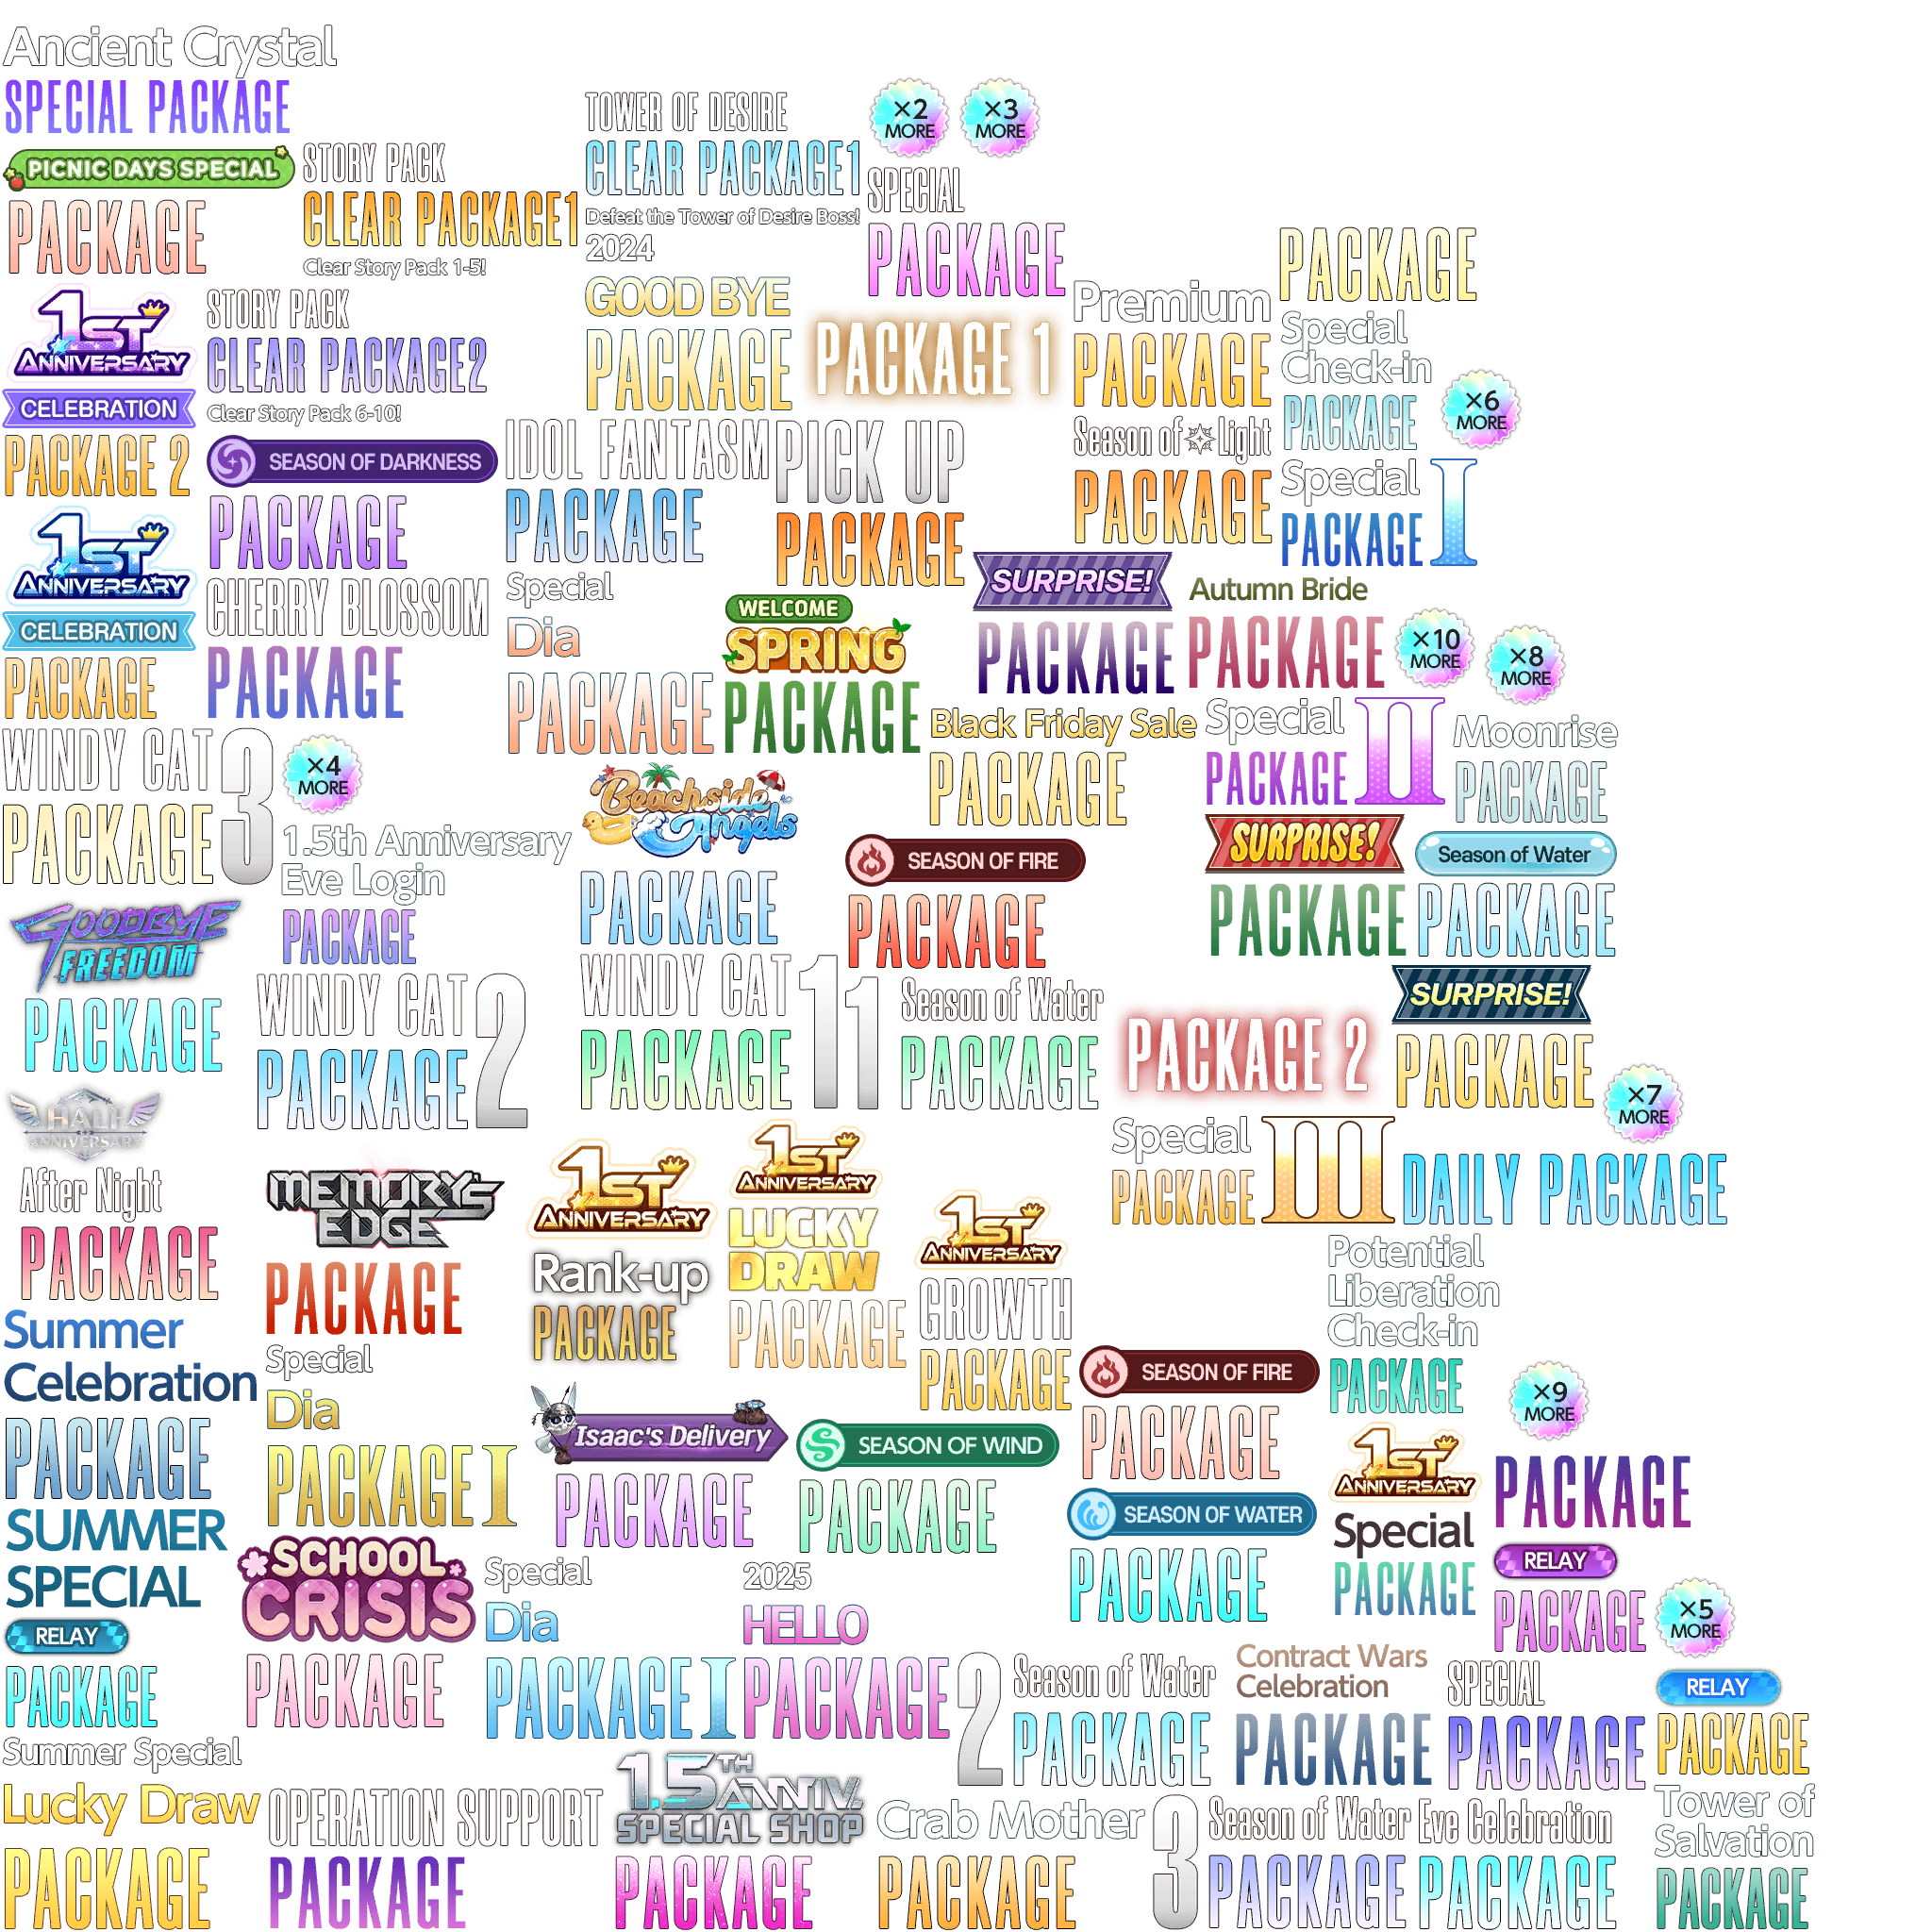 Ancient Crystal
SPECIAL PACKAGE
PICNIC DAYS SPECIAL
PACKAGE
STORY PACK
CLEAR PACKAGE1
Clear Story Pack 1-5!
TOWER OF DESIRE
CLEAR PACKAGE1
Defeat the Tower of Desire Boss!
×2
MORE
×3
MORE
SPECIAL
PACKAGE
2024
GOOD BYE
PACKAGE
PACKAGE 1
Premium
PACKAGE
PACKAGE
Special
Check-in
PACKAGE
×6
MORE
1ST
ANNIVERSARY
CELEBRATION
PACKAGE 2
STORY PACK
CLEAR PACKAGE2
Clear Story Pack 6-10!
SEASON OF DARKNESS
PACKAGE
IDOL FANTASM
PACKAGE
PICK UP
PACKAGE
Season of Light
PACKAGE
Special
PACKAGE I
1ST
ANNIVERSARY
CELEBRATION
PACKAGE
CHERRY BLOSSOM
PACKAGE
Special
Dia
PACKAGE
WELCOME
SPRING
PACKAGE
SURPRISE!
PACKAGE
Autumn Bride
PACKAGE
×10
MORE
×8
MORE
WINDY CAT
PACKAGE 3
×4
MORE
1.5th Anniversary
Eve Login
PACKAGE
Beachside
Angels
PACKAGE
Black Friday Sale
PACKAGE
Special
PACKAGE II
Moonrise
PACKAGE
SEASON OF FIRE
PACKAGE
SURPRISE!
PACKAGE
Season of Water
PACKAGE
GOODBYE
FREEDOM
PACKAGE
WINDY CAT
PACKAGE 2
WINDY CAT
PACKAGE 11
Season of Water
PACKAGE
PACKAGE 2
SURPRISE!
PACKAGE
×7
MORE
HALF
ANNIVERSARY
After Night
PACKAGE
MEMORY'S
EDGE
PACKAGE
1ST
ANNIVERSARY
Rank-up
PACKAGE
1ST
ANNIVERSARY
LUCKY
DRAW
PACKAGE
1ST
ANNIVERSARY
GROWTH
PACKAGE
Special
PACKAGE III
DAILY PACKAGE
Potential
Liberation
Check-in
PACKAGE
Summer
Celebration
PACKAGE
Special
Dia
PACKAGE I
Isaac's Delivery
PACKAGE
SEASON OF WIND
PACKAGE
SEASON OF FIRE
PACKAGE
×9
MORE
1ST
ANNIVERSARY
Special
PACKAGE
PACKAGE
SUMMER
SPECIAL
RELAY
PACKAGE
SCHOOL
CRISIS
PACKAGE
Special
Dia
PACKAGE I
2025
HELLO
PACKAGE
SEASON OF WATER
PACKAGE
RELAY
PACKAGE
×5
MORE
2
Season of Water
PACKAGE
Contract Wars
Celebration
PACKAGE
SPECIAL
PACKAGE
RELAY
PACKAGE
Summer Special
Lucky Draw
PACKAGE
OPERATION SUPPORT
PACKAGE
1.5TH ANNIV.
SPECIAL SHOP
PACKAGE
Crab Mother
PACKAGE 3
Season of Water
PACKAGE
Eve Celebration
PACKAGE
Tower of
Salvation
PACKAGE